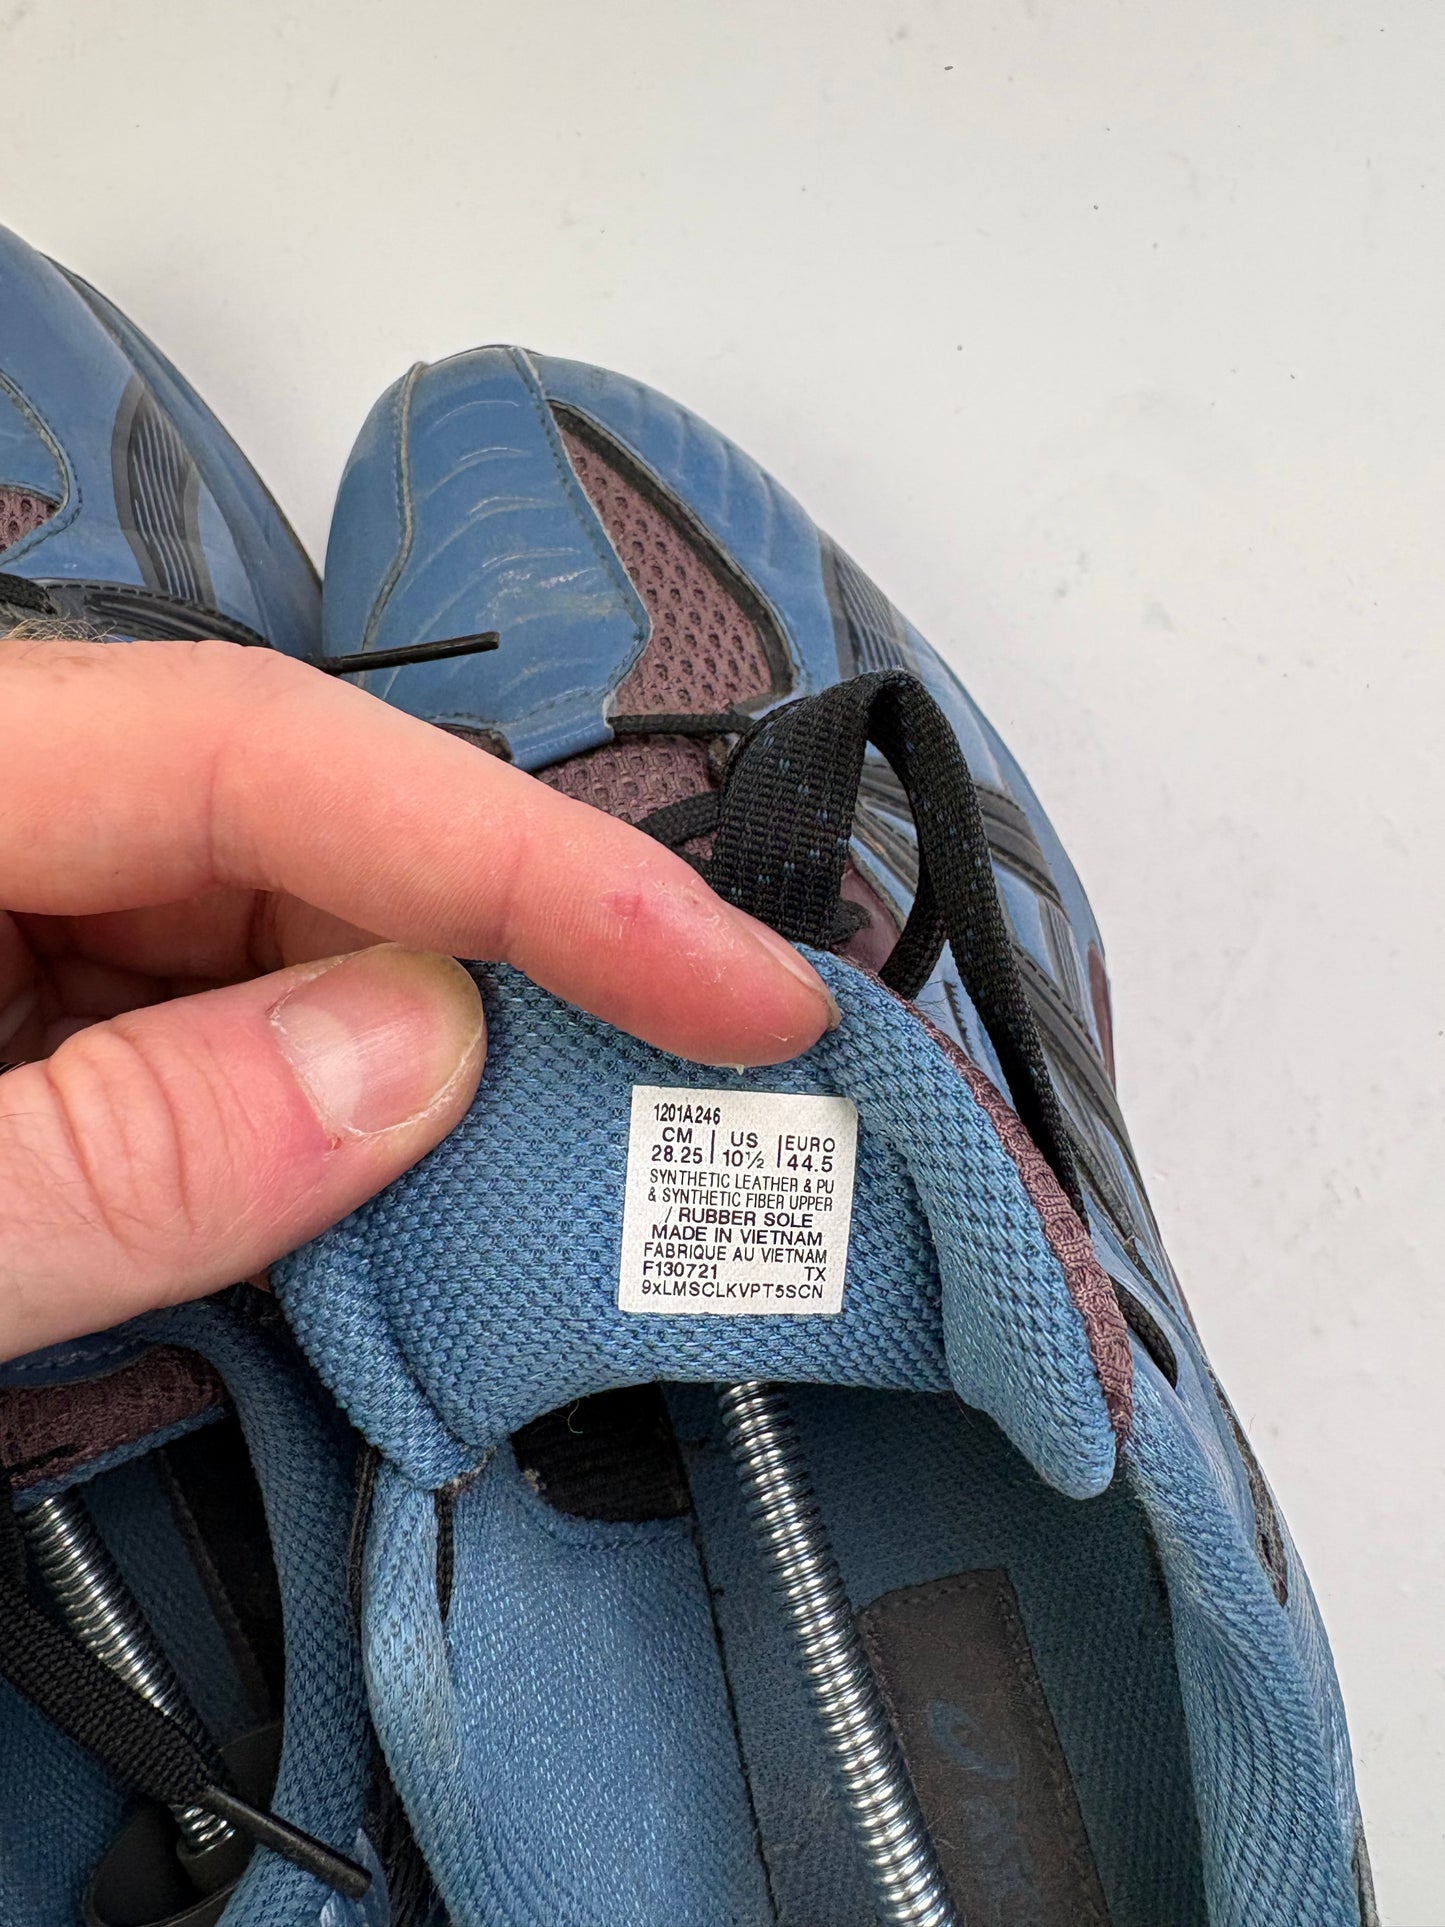 1201A246
CM | US | EURO
28.25 | 10½ | 44.5
SYNTHETIC LEATHER & PU
& SYNTHETIC FIBER UPPER
/ RUBBER SOLE
MADE IN VIETNAM
FABRIQUE AU VIETNAM
F130721 TX
9xLMSCLKVPT5SCN